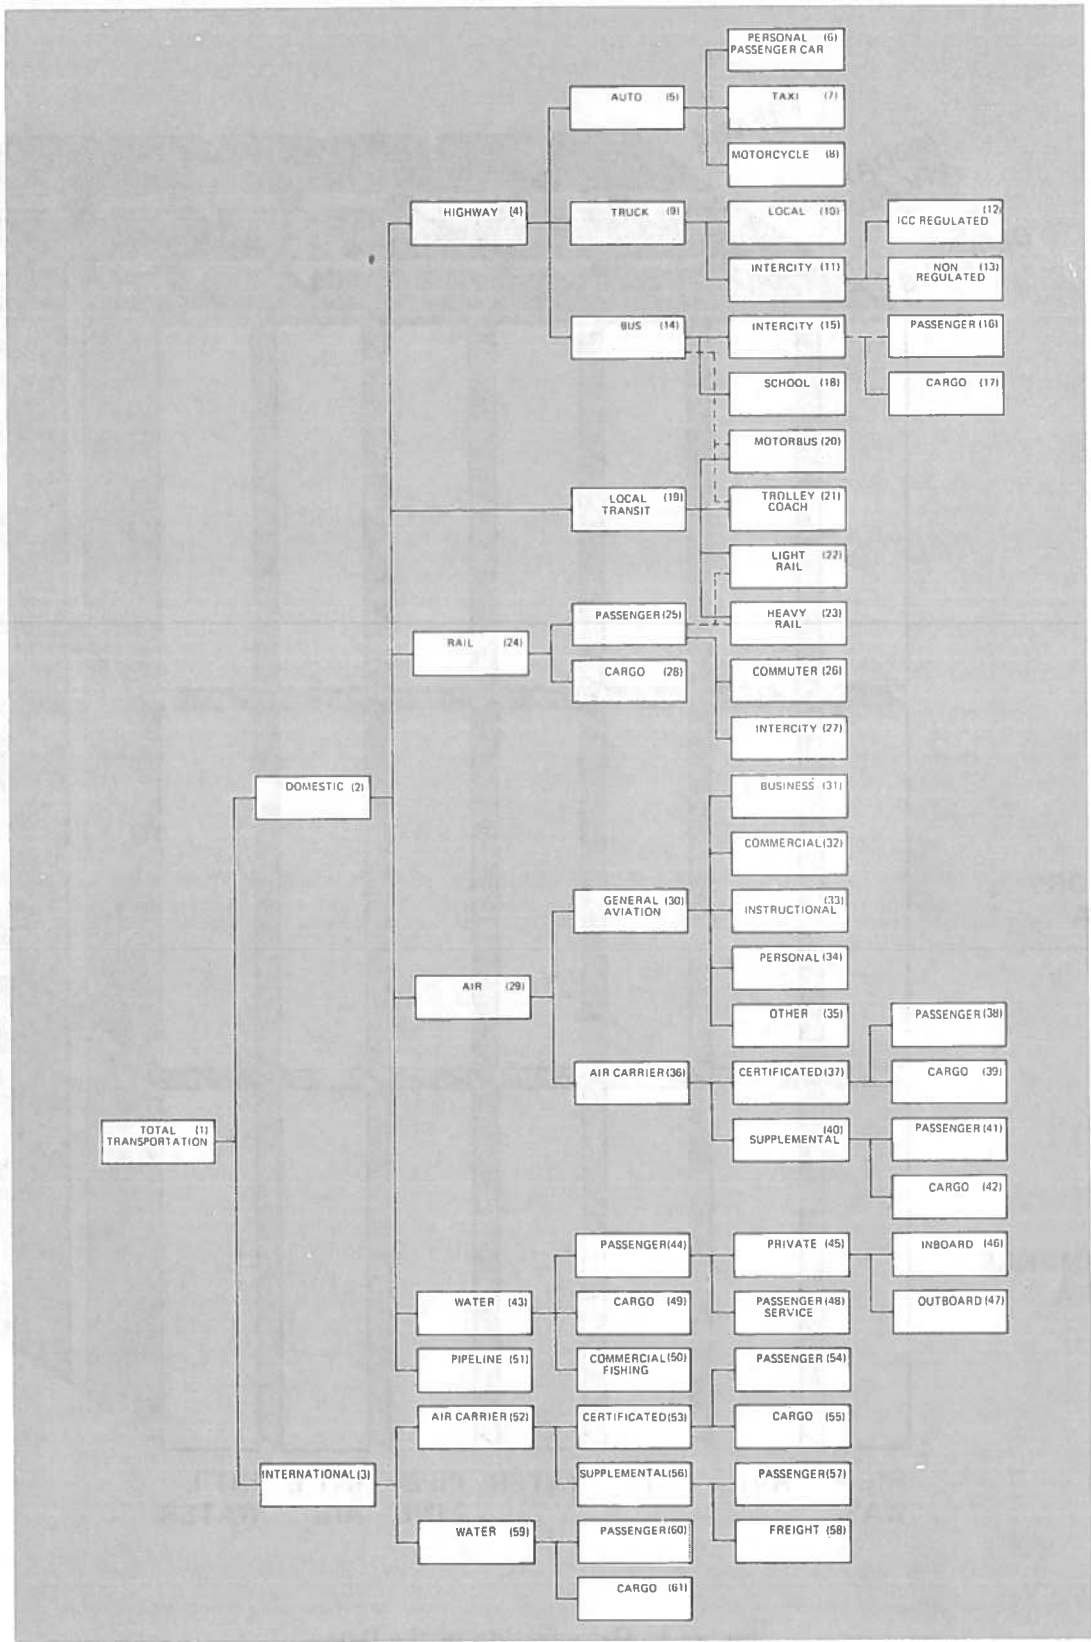 PERSONAL (6)
PASSENGER CAR
AUTO (5)
TAXI (7)
MOTORCYCLE (8)
HIGHWAY (4)
TRUCK (9)
LOCAL (10)
(12)
ICC REGULATED
INTERCITY (11)
NON (13)
REGULATED
BUS (14)
INTERCITY (15)
PASSENGER (16)
SCHOOL (18)
CARGO (17)
MOTORBUS (20)
LOCAL (19)
TRANSIT
TROLLEY (21)
COACH
LIGHT (22)
RAIL
PASSENGER (25)
HEAVY (23)
RAIL
RAIL (24)
CARGO (28)
COMMUTER (26)
INTERCITY (27)
DOMESTIC (2)
BUSINESS (31)
COMMERCIAL (32)
GENERAL (30)
AVIATION
(33)
INSTRUCTIONAL
PERSONAL (34)
AIR (29)
OTHER (35)
PASSENGER (38)
AIR CARRIER (36)
CERTIFICATED (37)
CARGO (39)
TOTAL (1)
TRANSPORTATION
(40)
SUPPLEMENTAL
PASSENGER (41)
CARGO (42)
PASSENGER (44)
PRIVATE (45)
INBOARD (46)
WATER (43)
CARGO (49)
PASSENGER (48)
SERVICE
OUTBOARD (47)
PIPELINE (51)
COMMERCIAL (50)
FISHING
PASSENGER (54)
AIR CARRIER (52)
CERTIFICATED (53)
CARGO (55)
INTERNATIONAL (3)
SUPPLEMENTAL (56)
PASSENGER (57)
WATER (59)
PASSENGER (60)
FREIGHT (58)
CARGO (61)